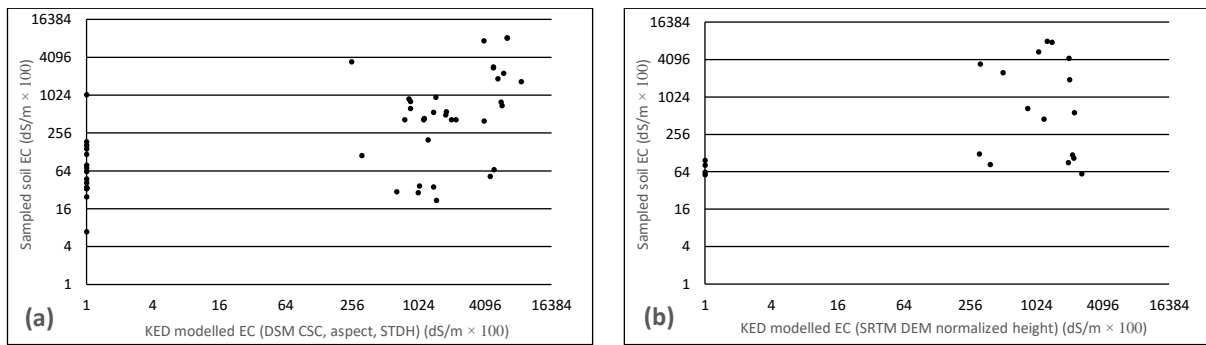 16384
4096
1024
256
64
16
4
1
Sampled soil EC (dS/m × 100)
1 4 16 64 256 1024 4096 16384
(a)
KED modelled EC (DSM CSC, aspect, STDH) (dS/m × 100)
16384
4096
1024
256
64
16
4
1
Sampled soil EC (dS/m × 100)
1 4 16 64 256 1024 4096 16384
(b)
KED modelled EC (SRTM DEM normalized height) (dS/m × 100)